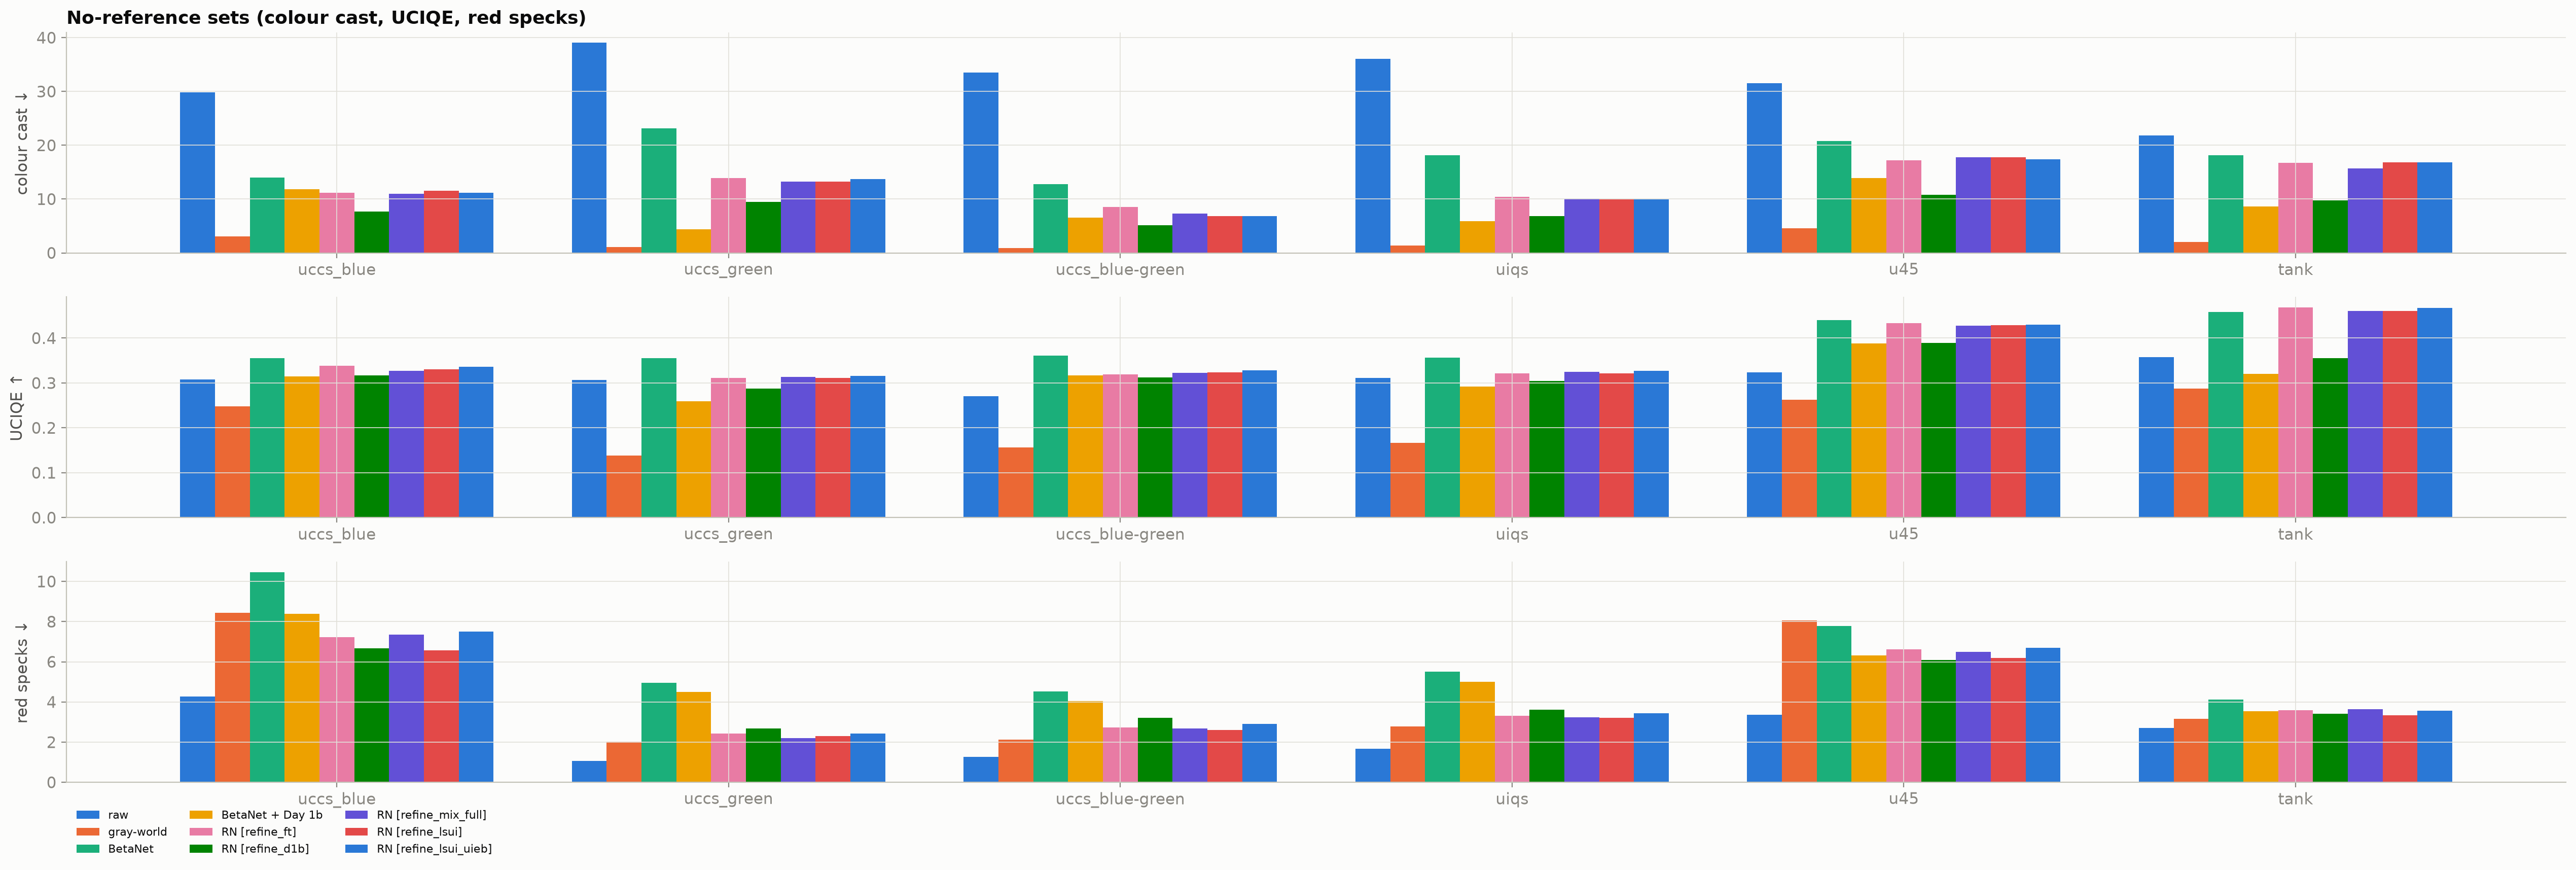 No-reference sets (colour cast, UCIQE, red specks)
colour cast ↓
40
30
20
10
0
uccs_blue uccs_green uccs_blue-green uiqs u45 tank
UCIQE ↑
0.4
0.3
0.2
0.1
0.0
uccs_blue uccs_green uccs_blue-green uiqs u45 tank
red specks ↓
10
8
6
4
2
0
uccs_blue uccs_green uccs_blue-green uiqs u45 tank
raw BetaNet + Day 1b RN [refine_mix_full]
gray-world RN [refine_ft] RN [refine_lsui]
BetaNet RN [refine_d1b] RN [refine_lsui_uieb]